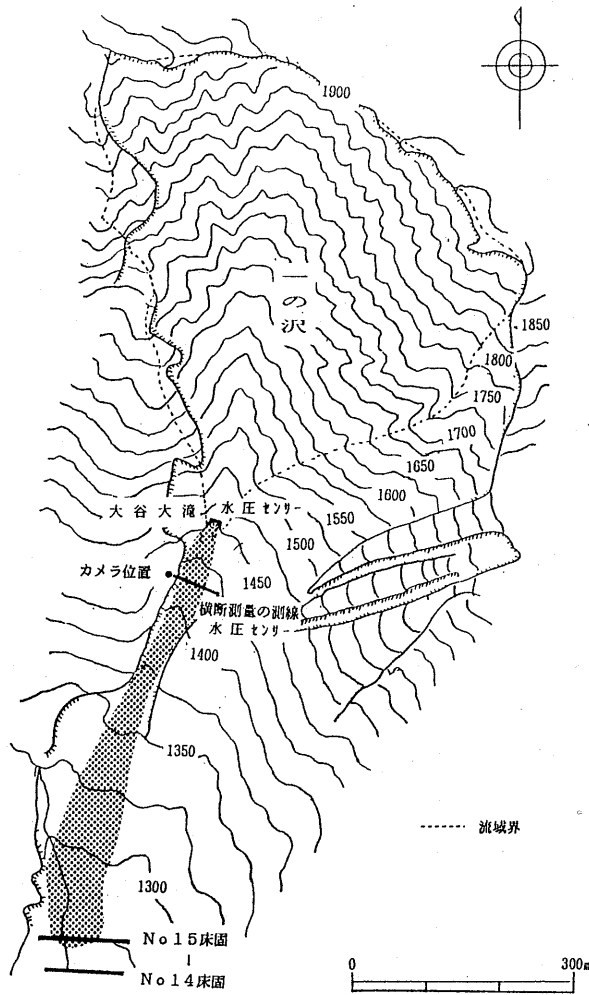 1900
一の沢
1850
1800
1750
1700
1650
1600
1550
1500
大谷大滝
水圧センサー
カメラ位置
1450
横断測量の測線
水圧センサー
1400
1350
流域界
1300
No15床固
No14床固
0 300m